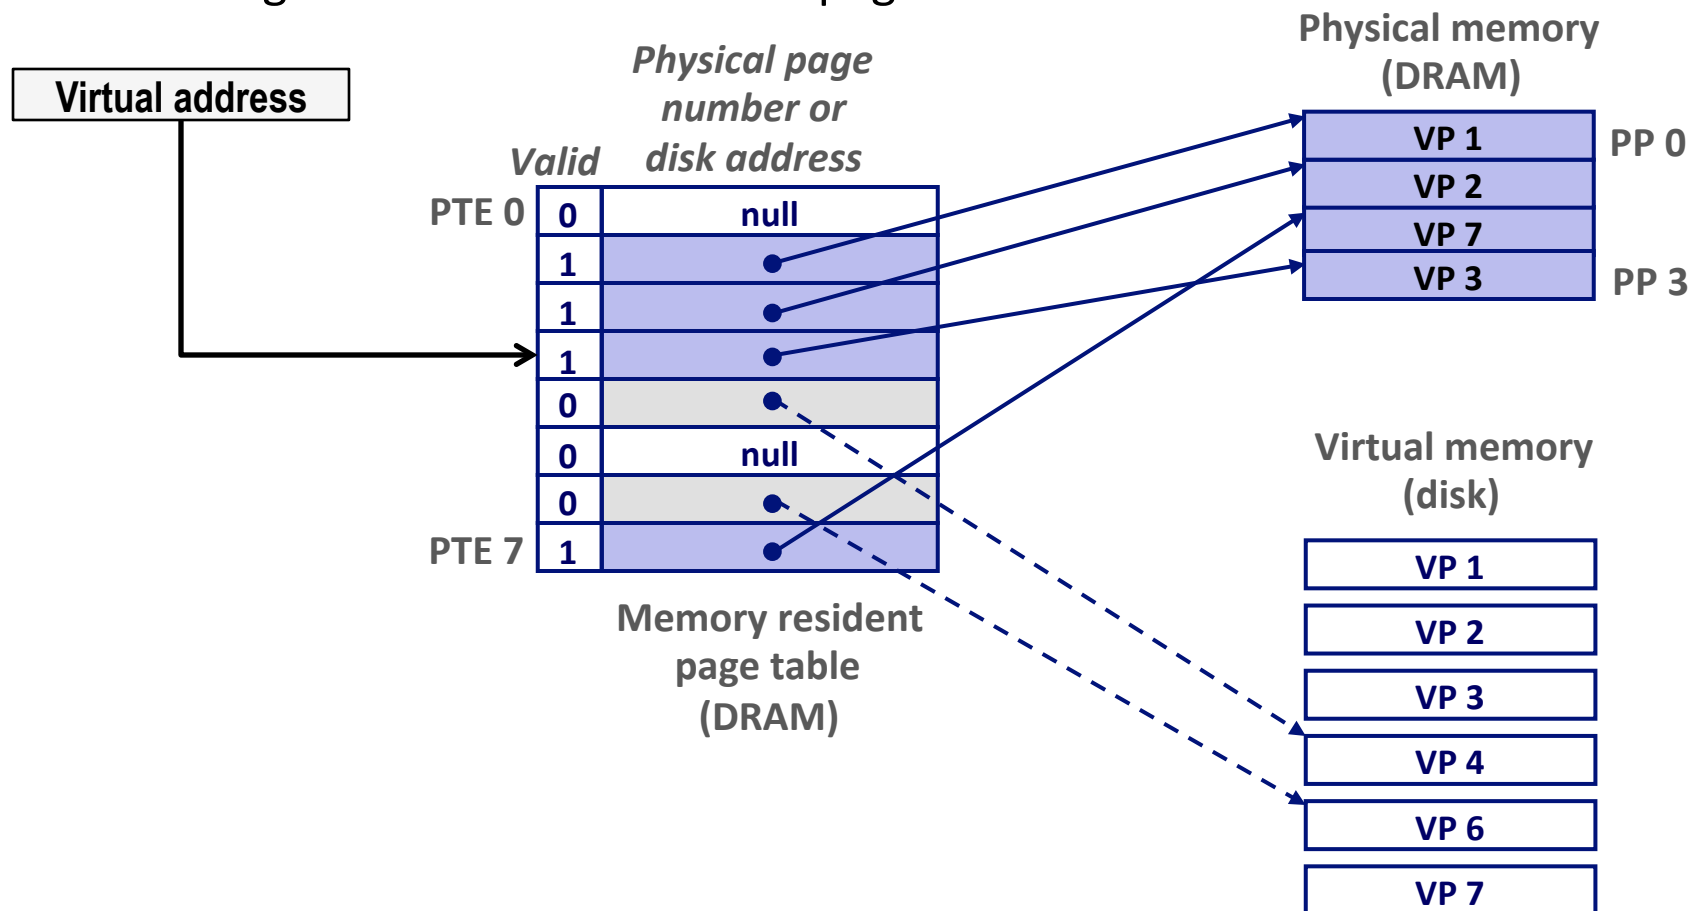 Physical memory
(DRAM)
Physical page
number or
disk address
Virtual address
Valid
VP 1
PP 0
VP 2
VP 7
VP 3
PP 3
PTE 0
0
null
1
1
1
0
0
null
0
PTE 7
1
Memory resident
page table
(DRAM)
Virtual memory
(disk)
VP 1
VP 2
VP 3
VP 4
VP 6
VP 7